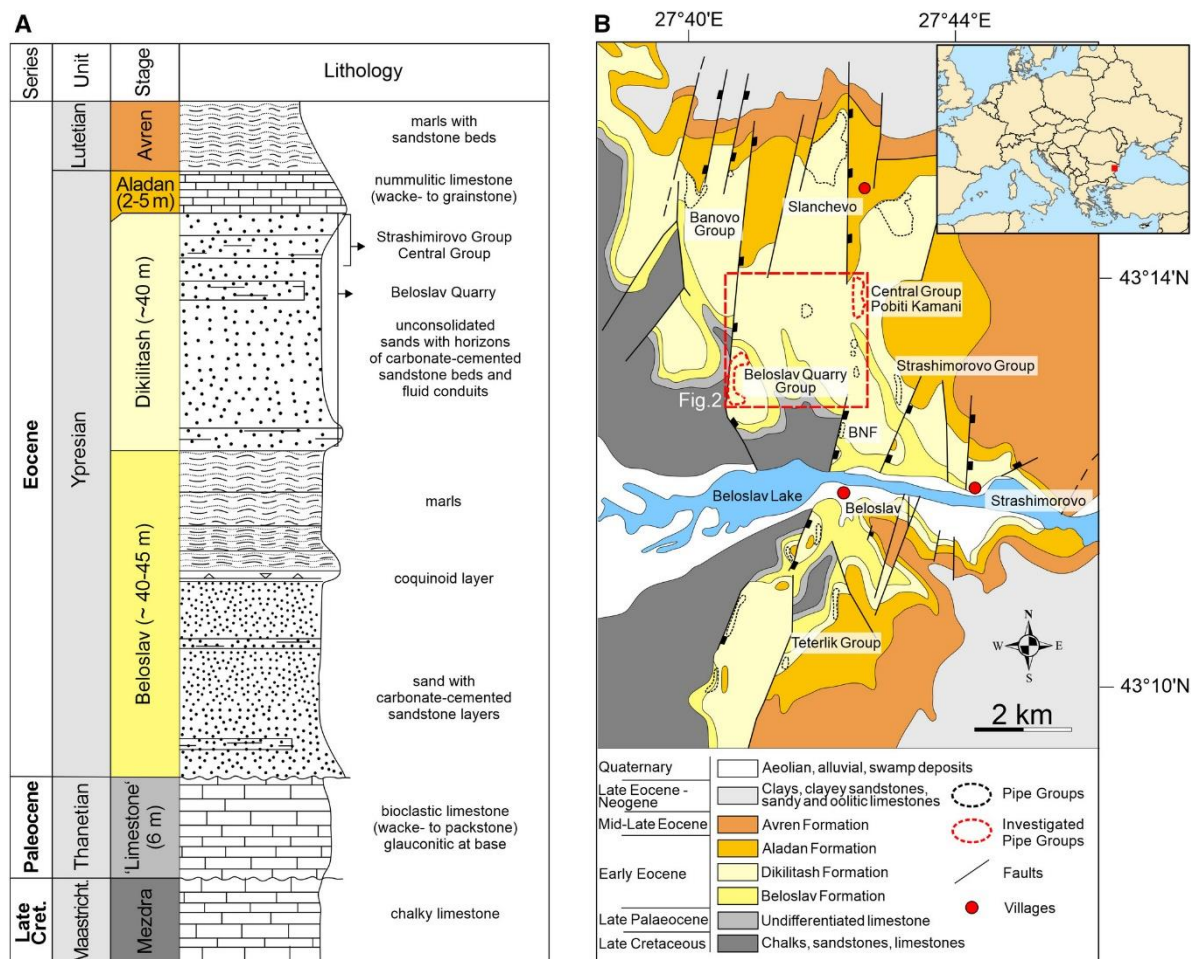 A
Series
Unit
Stage
Lithology
Eocene
Paleocene
Late
Cret.
Lutetian
Ypresian
Thanetian
Maastricht.
Avren
Aladan
(2-5 m)
Dikilitash (~40 m)
Beloslav (~ 40-45 m)
'Limestone'
(6 m)
Mezdra
marls with
sandstone beds
nummulitic limestone
(wacke- to grainstone)
Strashimirovo Group
Central Group
Beloslav Quarry
unconsolidated
sands with horizons
of carbonate-cemented
sandstone beds and
fluid conduits
marls
coquinoid layer
sand with
carbonate-cemented
sandstone layers
bioclastic limestone
(wacke- to packstone)
glauconitic at base
chalky limestone
B
27°40'E
27°44°E
43°14'N
43°10'N
Banovo
Group
Slanchevo
Central Group
Pobiti Kamani
Strashimorovo Group
Beloslav Quarry
Group
Fig.2
BNF
Beloslav Lake
Beloslav
Strashimorovo
Teterlik Group
N
W
E
S
2 km
Quaternary
Aeolian, alluvial, swamp deposits
Late Eocene -
Neogene
Clays, clayey sandstones,
sandy and oolitic limestones
Mid-Late Eocene
Avren Formation
Aladan Formation
Early Eocene
Dikilitash Formation
Beloslav Formation
Late Palaeocene
Undifferentiated limestone
Late Cretaceous
Chalks, sandstones, limestones
Pipe Groups
Investigated
Pipe Groups
Faults
Villages